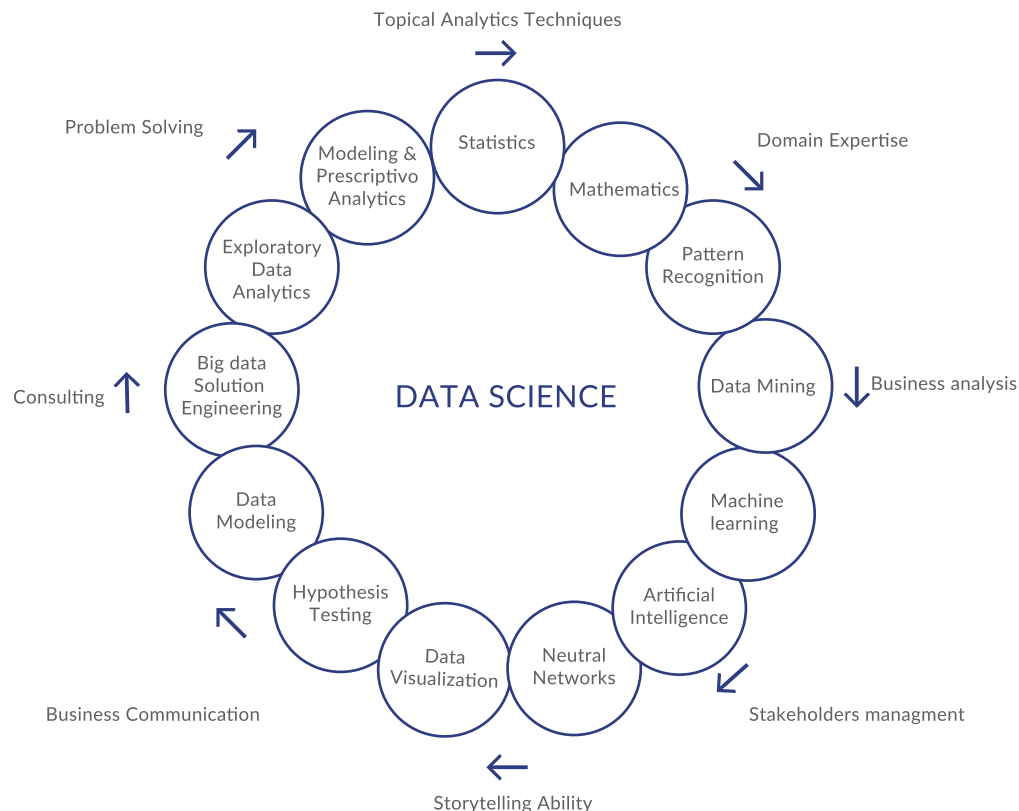 Topical Analytics Techniques
Problem Solving
Domain Expertise
Statistics
Modeling &
Prescriptivo
Analytics
Mathematics
Exploratory
Data
Analytics
Pattern
Recognition
Big data
Solution
Engineering
Consulting
DATA SCIENCE
Data Mining
Business analysis
Data
Modeling
Machine
learning
Hypothesis
Testing
Artificial
Intelligence
Data
Visualization
Neutral
Networks
Business Communication
Stakeholders managment
Storytelling Ability